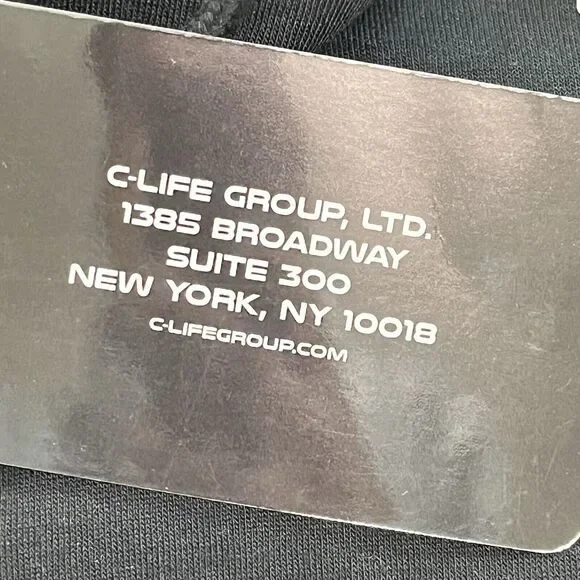 C-LIFE GROUP, LTD.
1385 BROADWAY
SUITE 300
NEW YORK, NY 10018
C-LIFEGROUP.COM